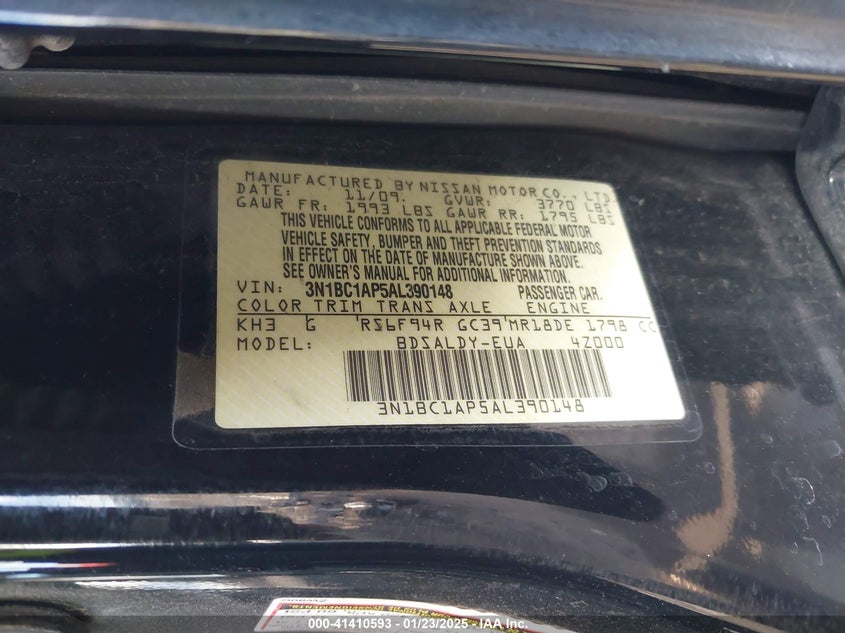 MANUFACTURED BY NISSAN MOTOR CO., LTD
DATE: 11/09. GVWR: 3770 LBS
GAWR FR: 1993 LBS GAWR RR: 1795 LBS
THIS VEHICLE CONFORMS TO ALL APPLICABLE FEDERAL MOTOR
VEHICLE SAFETY, BUMPER AND THEFT PREVENTION STANDARDS
IN EFFECT ON THE DATE OF MANUFACTURE SHOWN ABOVE.
SEE OWNER'S MANUAL FOR ADDITIONAL INFORMATION.
VIN: 3N1BC1AP5AL390148 PASSENGER CAR.
COLOR TRIM TRANS AXLE ENGINE
KH3 G RS6F94R GC39 MR18DE 1798 CC
MODEL: BDSALDY-EUA 4Z000
3N1BC1AP5AL390148
000-41410593 - 01/23/2025 - IAA Inc.